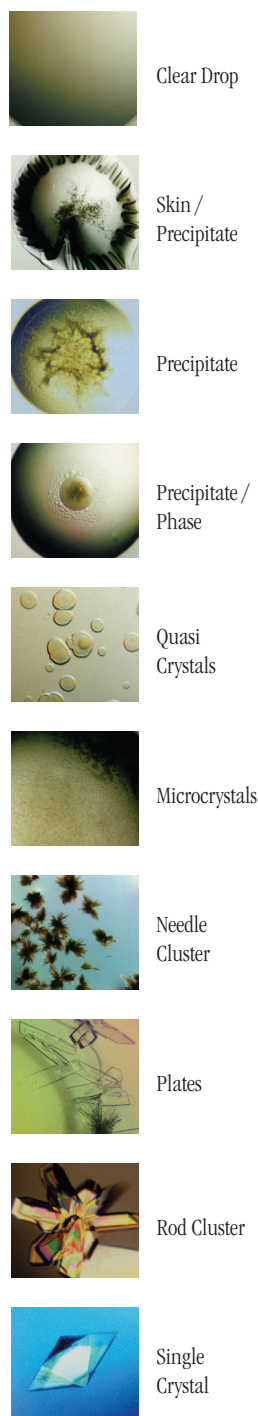 Clear Drop
Skin /
Precipitate
Precipitate
Precipitate /
Phase
Quasi
Crystals
Microcrystals
Needle
Cluster
Plates
Rod Cluster
Single
Crystal